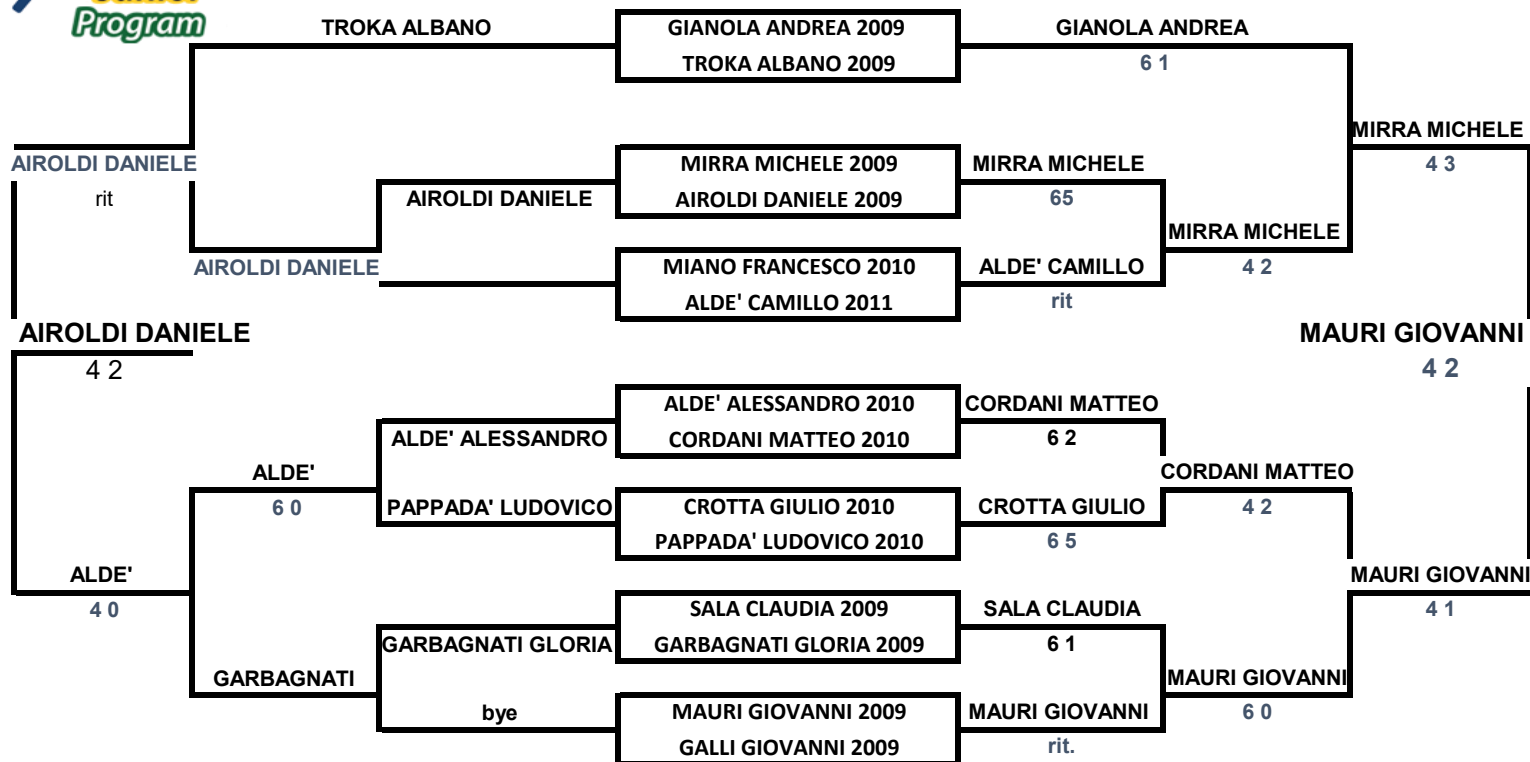 Program
TROKA ALBANO
GIANOLA ANDREA 2009
GIANOLA ANDREA
TROKA ALBANO 2009
6 1
MIRRA MICHELE
AIROLDI DANIELE
MIRRA MICHELE 2009
MIRRA MICHELE
4 3
rit
AIROLDI DANIELE
AIROLDI DANIELE 2009
65
MIRRA MICHELE
AIROLDI DANIELE
MIANO FRANCESCO 2010
ALDE' CAMILLO
4 2
ALDE' CAMILLO 2011
rit
AIROLDI DANIELE
MAURI GIOVANNI
4 2
4 2
ALDE' ALESSANDRO 2010
CORDANI MATTEO
ALDE' ALESSANDRO
CORDANI MATTEO 2010
6 2
ALDE'
CORDANI MATTEO
6 0
PAPPADA' LUDOVICO
CROTTA GIULIO 2010
CROTTA GIULIO
4 2
PAPPADA' LUDOVICO 2010
6 5
ALDE'
MAURI GIOVANNI
4 0
SALA CLAUDIA 2009
SALA CLAUDIA
4 1
GARBAGNATI GLORIA
GARBAGNATI GLORIA 2009
6 1
GARBAGNATI
MAURI GIOVANNI
bye
MAURI GIOVANNI 2009
MAURI GIOVANNI
6 0
GALLI GIOVANNI 2009
rit.